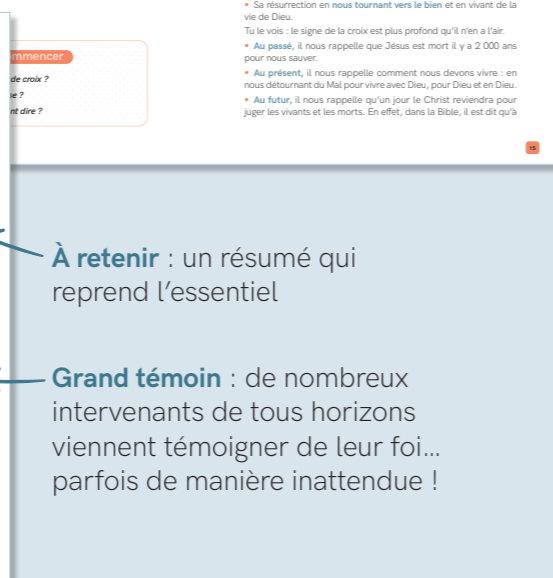 • Sa résurrection en nous tournant vers le bien et en vivant de la
vie de Dieu.
Tu le vois : le signe de la croix est plus profond qu'il n'en a l'air.
• Au passé, il nous rappelle que Jésus est mort il y a 2 000 ans
pour nous sauver.
• Au présent, il nous rappelle comment nous devons vivre : en
nous détournant du Mal pour vivre avec Dieu, pour Dieu et en Dieu.
• Au futur, il nous rappelle qu'un jour le Christ reviendra pour
juger les vivants et les morts. En effet, dans la Bible, il est dit qu'à
mmencer
de croix ?
e ?
nt dire ?
À retenir : un résumé qui
reprend l’essentiel
Grand témoin : de nombreux
intervenants de tous horizons
viennent témoigner de leur foi...
parfois de manière inattendue !